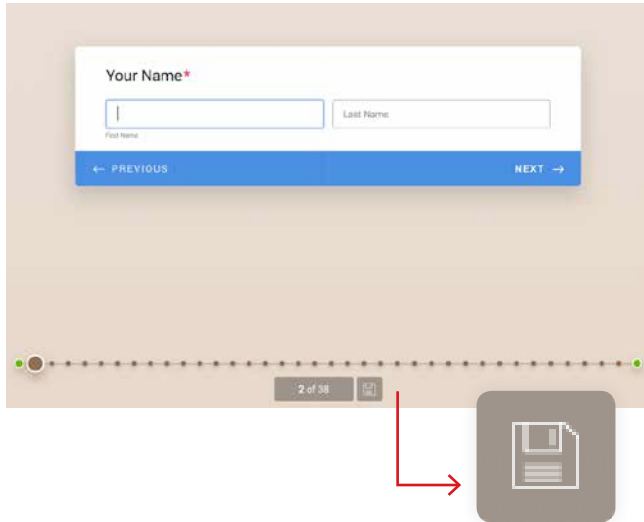 Your Name*
Last Name
First Name
← PREVIOUS
NEXT →
2 of 38